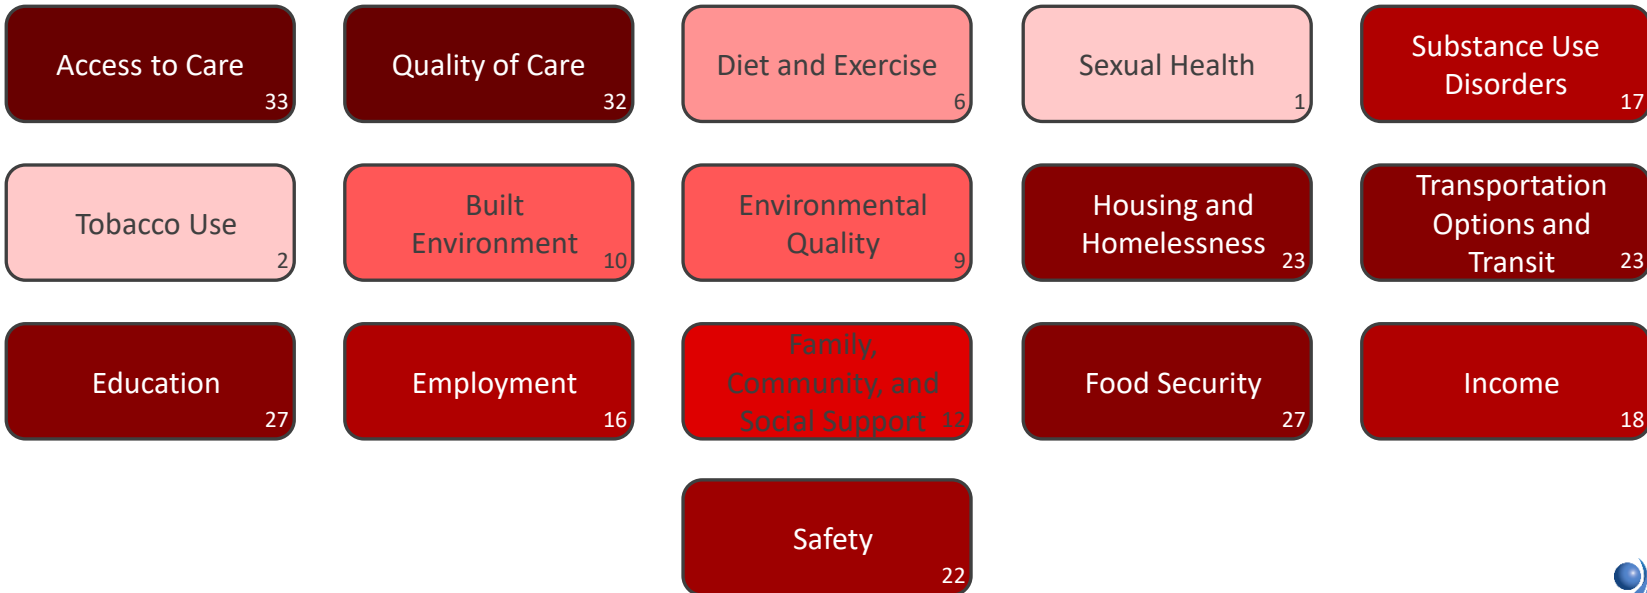 Access to Care
33
Quality of Care
32
Diet and Exercise
6
Sexual Health
1
Substance Use
Disorders
17
Tobacco Use
2
Built
Environment
10
Environmental
Quality
9
Housing and
Homelessness
23
Transportation
Options and
Transit
23
Education
27
Employment
16
Family,
Community, and
Social Support
12
Food Security
27
Income
18
Safety
22